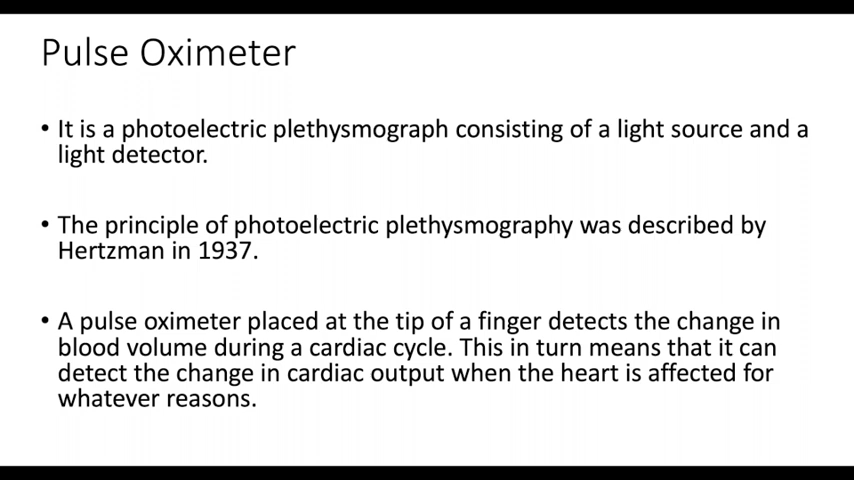 Pulse Oximeter
• It is a photoelectric plethysmograph consisting of a light source and a
light detector.
• The principle of photoelectric plethysmography was described by
Hertzman in 1937.
• A pulse oximeter placed at the tip of a finger detects the change in
blood volume during a cardiac cycle. This in turn means that it can
detect the change in cardiac output when the heart is affected for
whatever reasons.